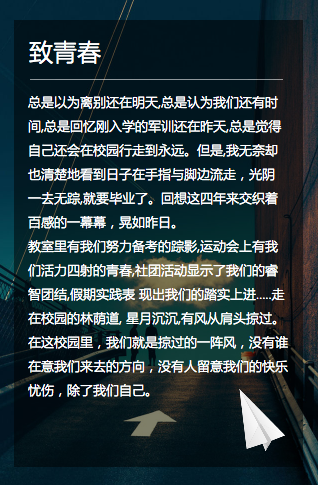 致青春
总是以为离别还在明天,总是认为我们还有时
间,总是回忆刚入学的军训还在昨天,总是觉得
自己还会在校园行走到永远。但是,我无奈却
也清楚地看到日子在手指与脚边流走，光阴
一去无踪,就要毕业了。回想这四年来交织着
百感的一幕幕，晃如昨日。
教室里有我们努力备考的踪影,运动会上有我
们活力四射的青春,社团活动显示了我们的睿
智团结,假期实践表 现出我们的踏实上进.....走
在校园的林荫道, 星月沉沉,有风从肩头掠过。
在这校园里，我们就是掠过的一阵风，没有谁
在意我们来去的方向，没有人留意我们的快乐
忧伤，除了我们自己。